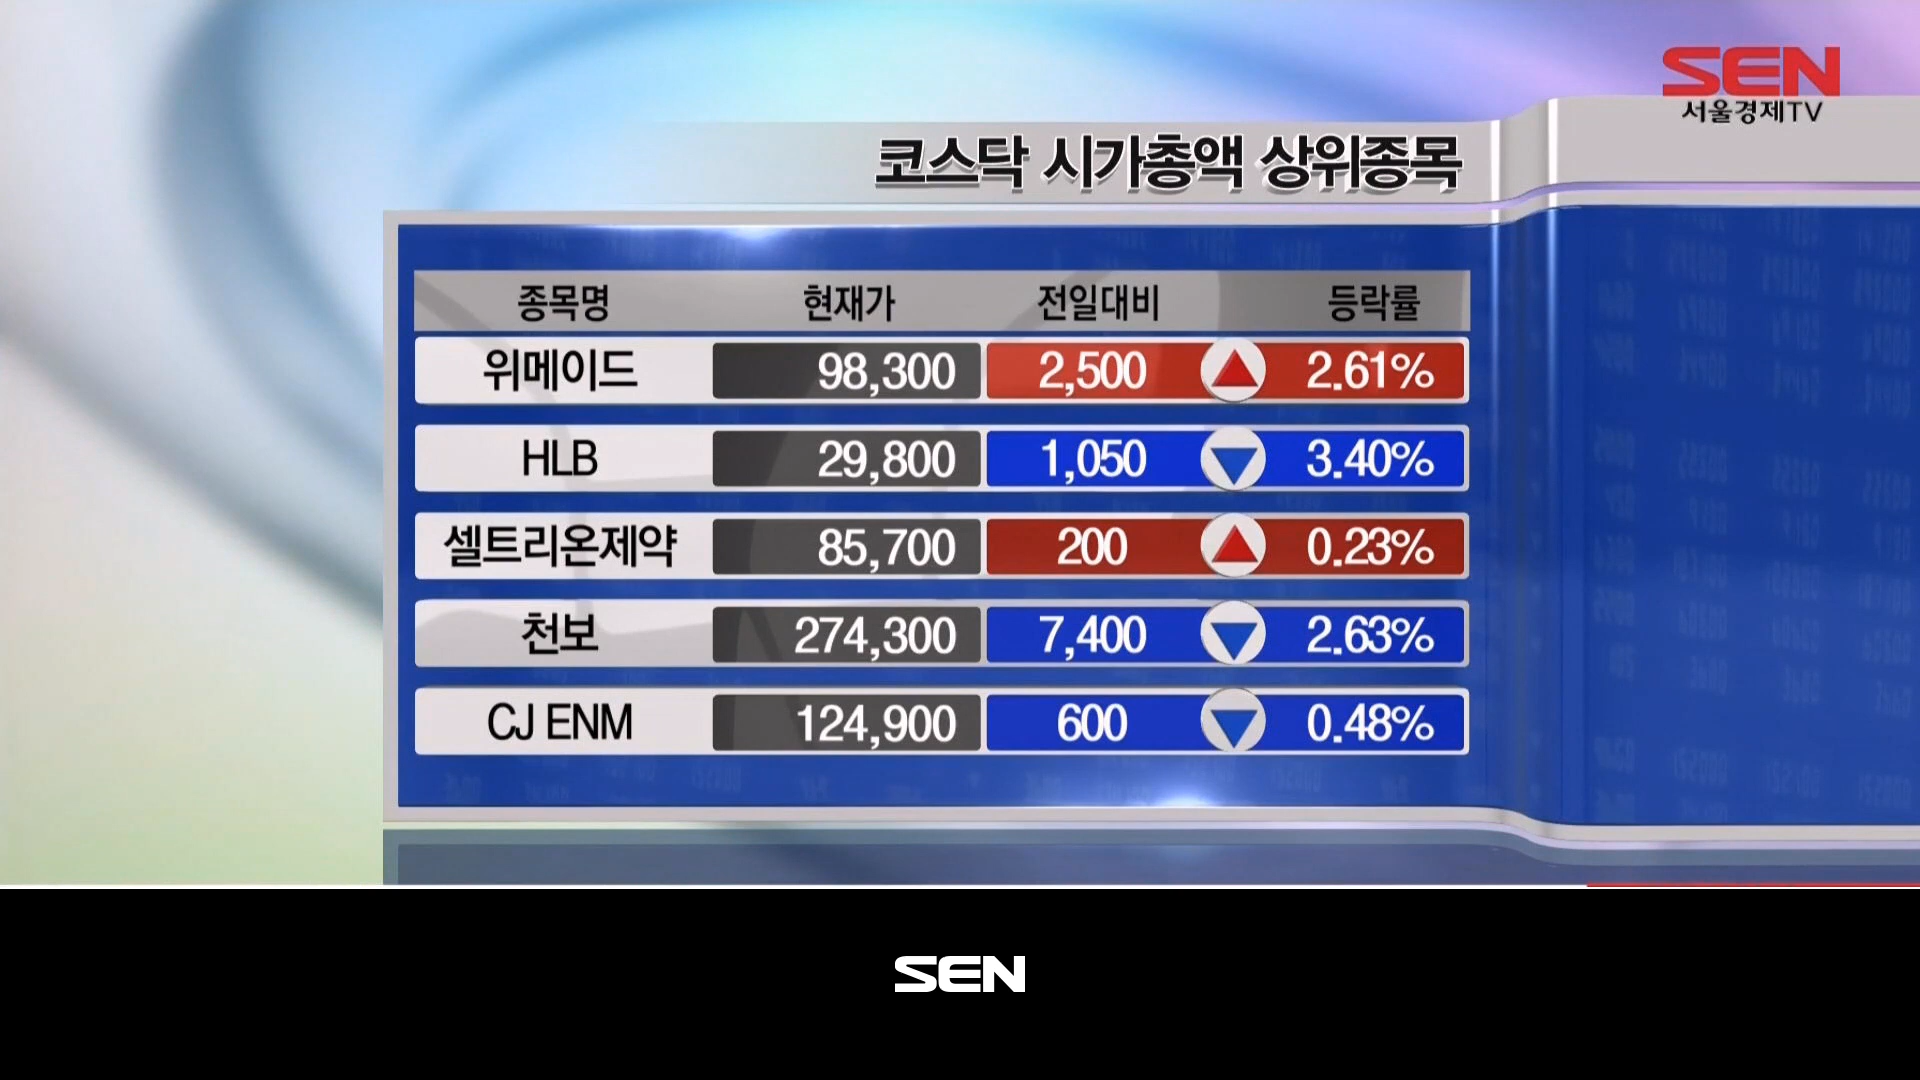 SEN
서울경제TV
코스닥 시가총액 상위종목
종목명 현재가 전일대비 등락률
위메이드 98,300 2,500 ▲ 2.61%
HLB 29,800 1,050 ▼ 3.40%
셀트리온제약 85,700 200 ▲ 0.23%
천보 274,300 7,400 ▼ 2.63%
CJ ENM 124,900 600 ▼ 0.48%
SEN